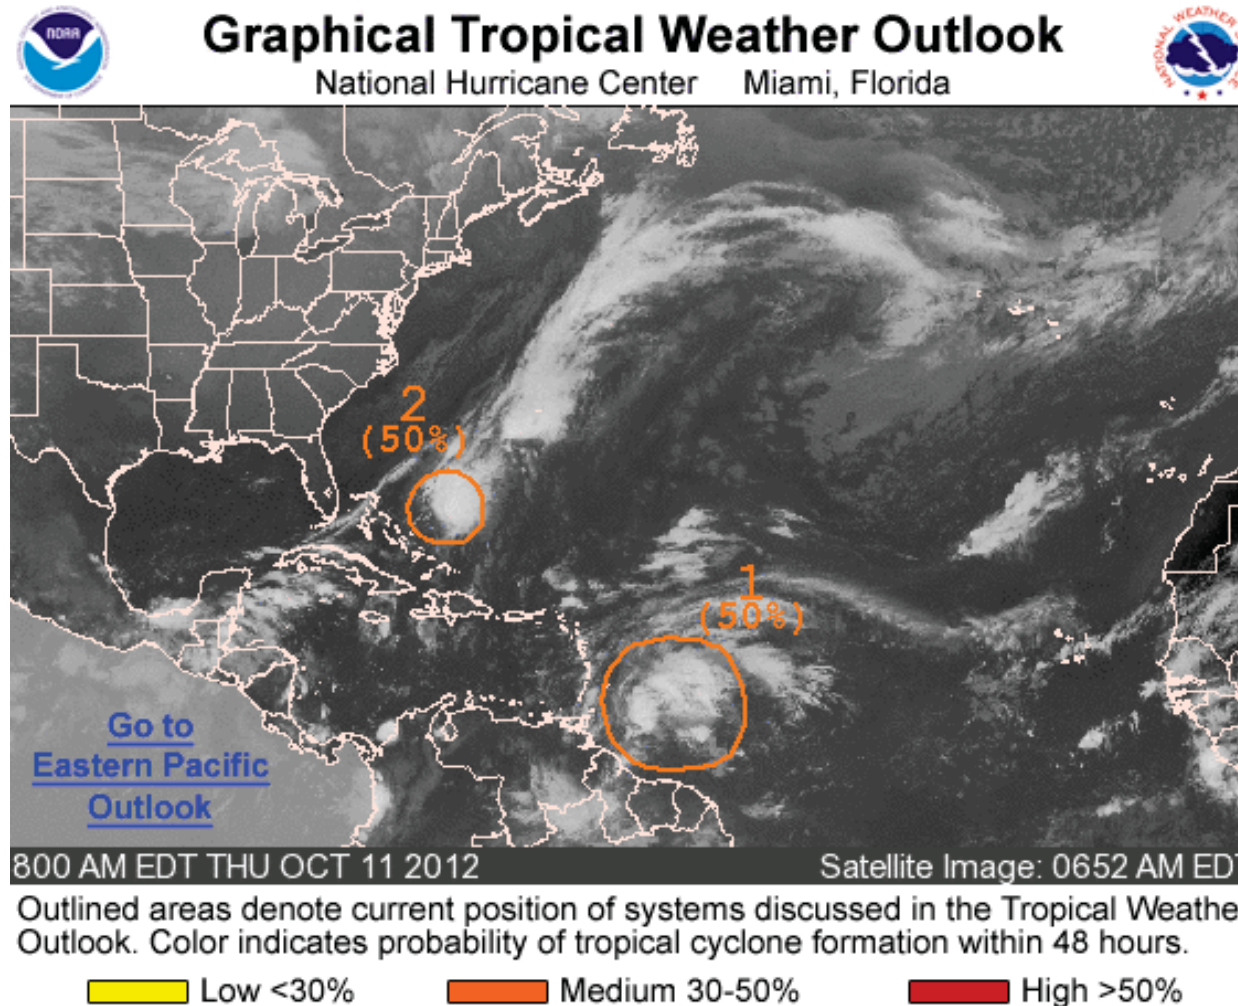 NOAA
Graphical Tropical Weather Outlook
National Hurricane Center Miami, Florida
NATIONAL WEATHER
2
(50%)
1
(50%)
Go to
Eastern Pacific
Outlook
800 AM EDT THU OCT 11 2012 Satellite Image: 0652 AM EDT
Outlined areas denote current position of systems discussed in the Tropical Weathe
Outlook. Color indicates probability of tropical cyclone formation within 48 hours.
Low <30% Medium 30-50% High >50%